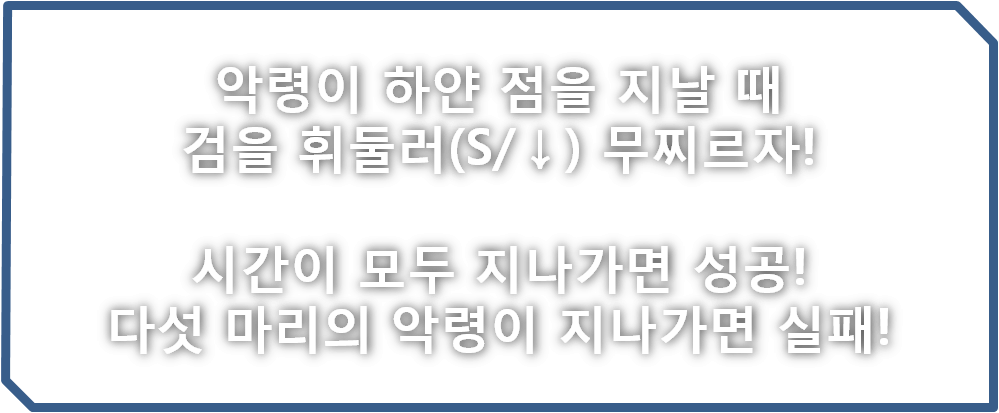 악령이 하얀 점을 지날 때
검을 휘둘러(S/↓) 무찌르자!
시간이 모두 지나가면 성공!
다섯 마리의 악령이 지나가면 실패!